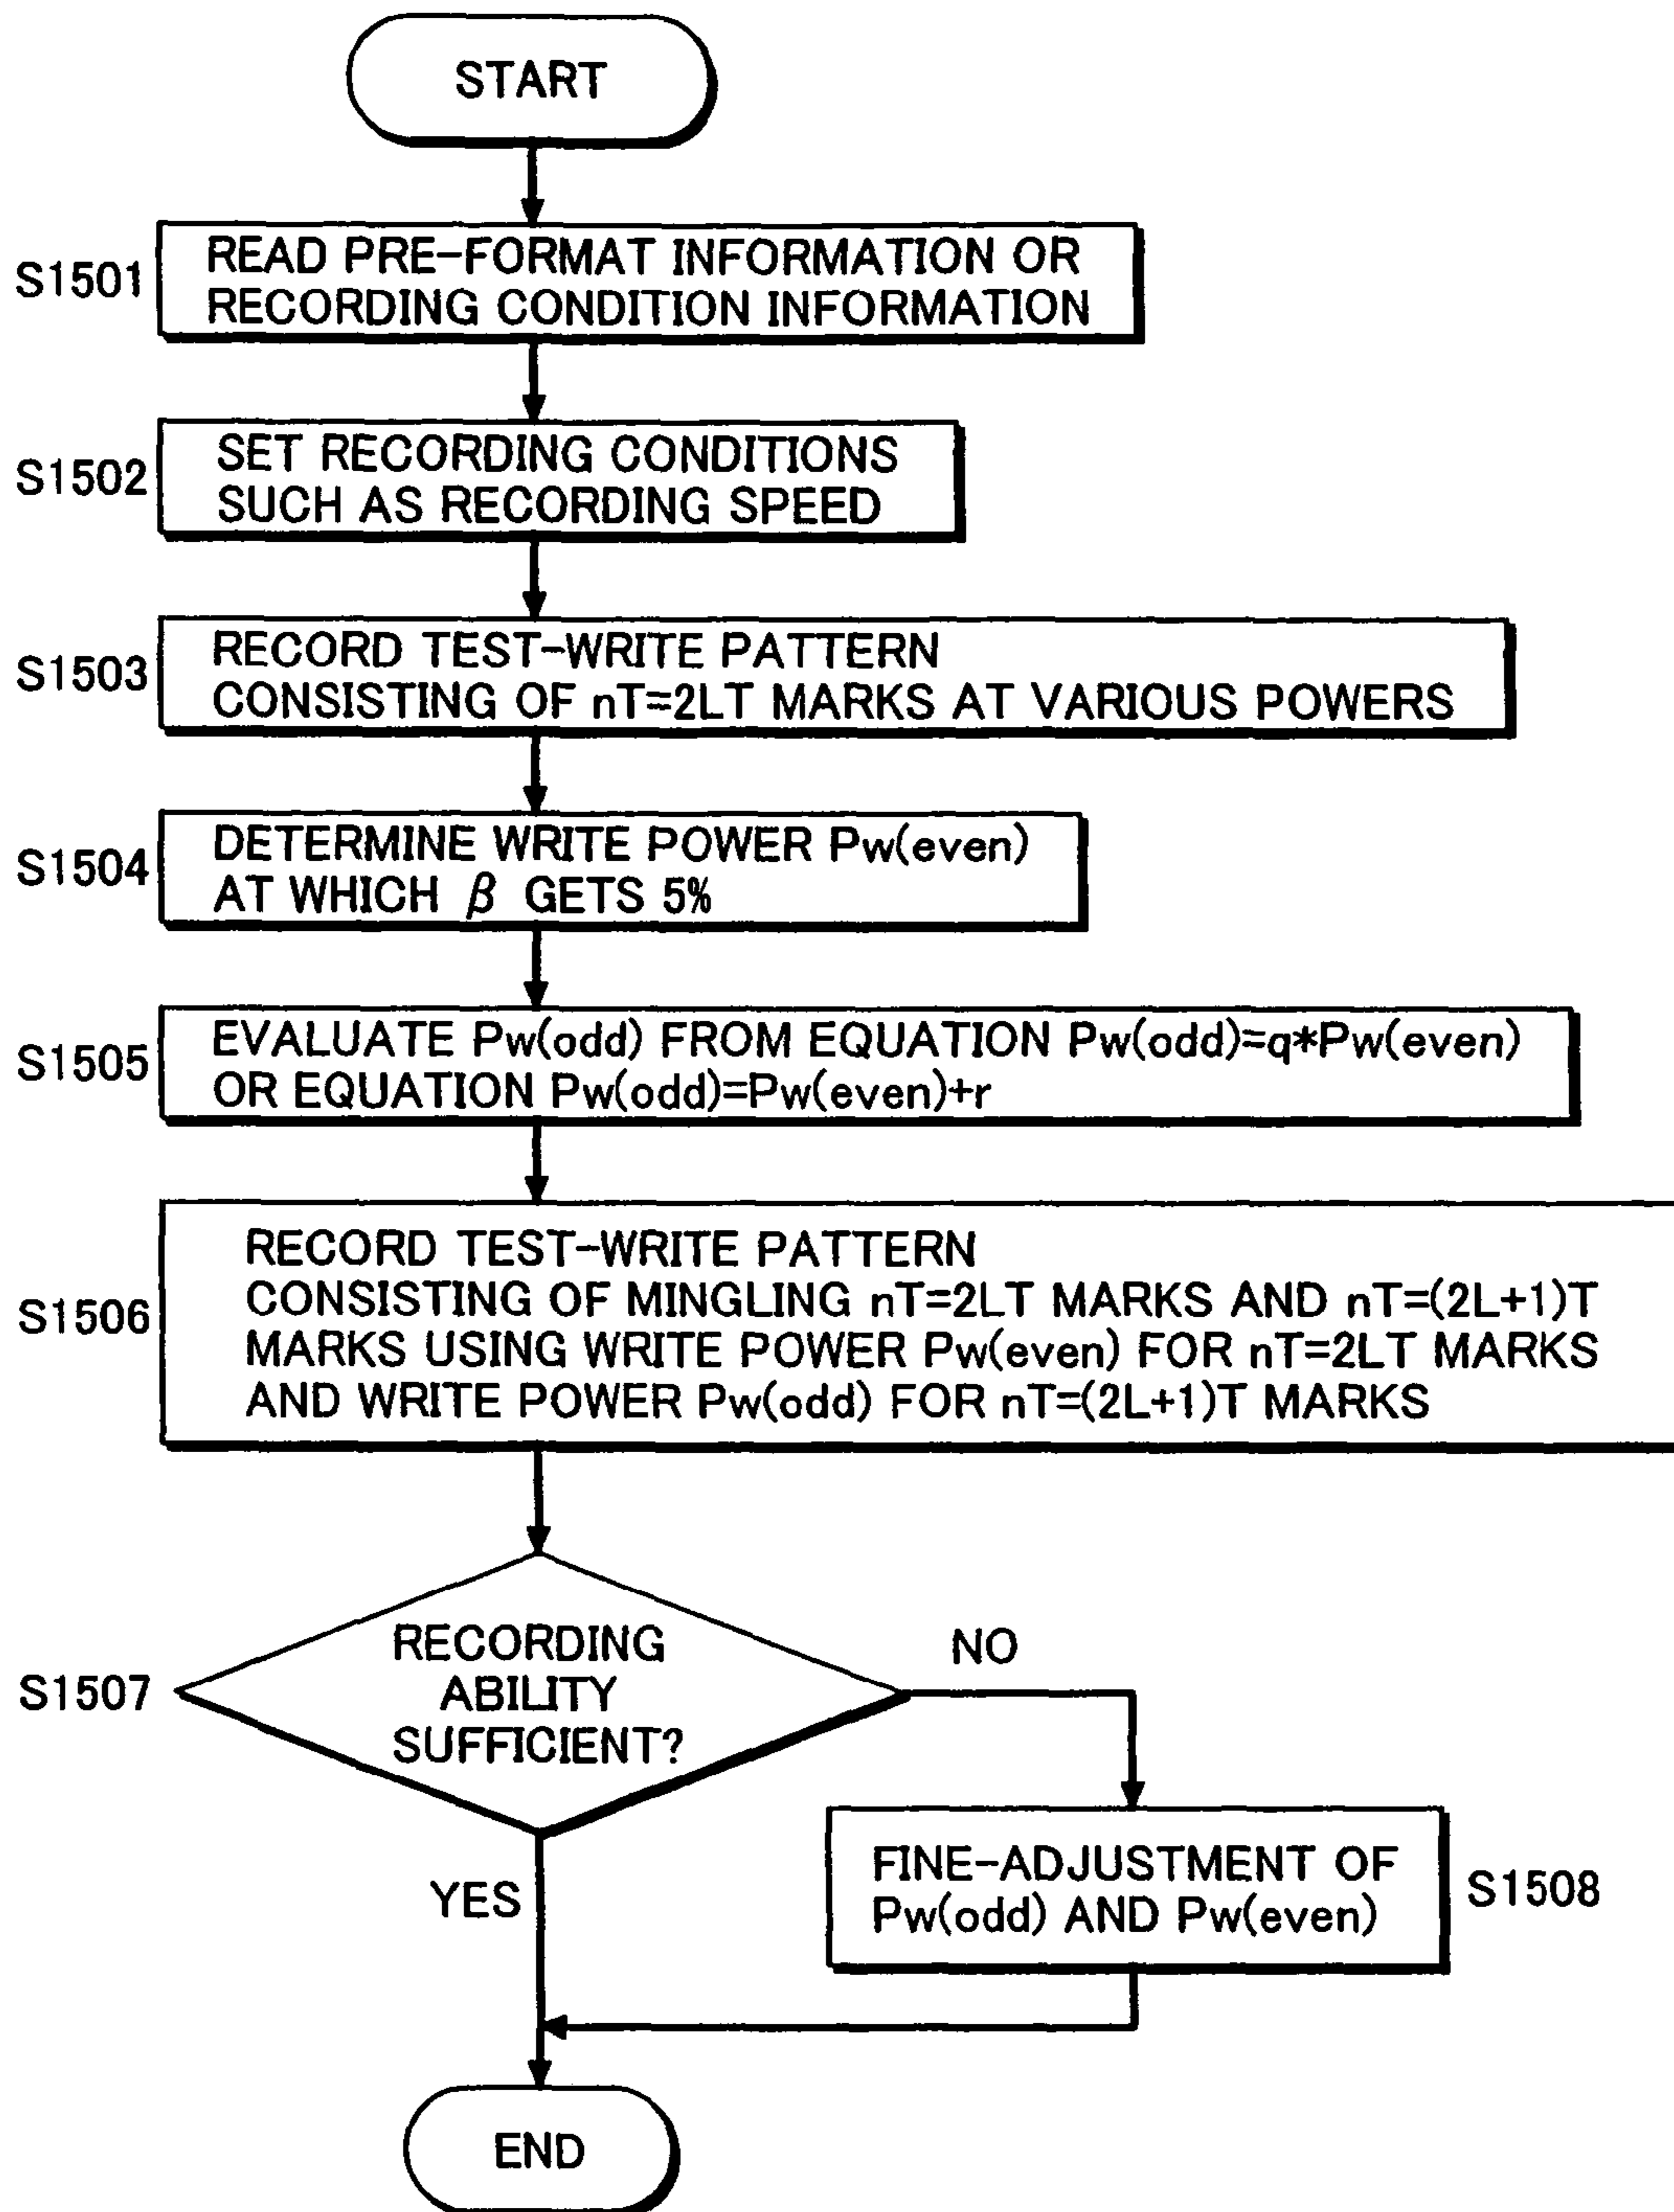 START
S1501
READ PRE-FORMAT INFORMATION OR
RECORDING CONDITION INFORMATION
S1502
SET RECORDING CONDITIONS
SUCH AS RECORDING SPEED
S1503
RECORD TEST-WRITE PATTERN
CONSISTING OF nT=2LT MARKS AT VARIOUS POWERS
S1504
DETERMINE WRITE POWER Pw(even)
AT WHICH β GETS 5%
S1505
EVALUATE Pw(odd) FROM EQUATION Pw(odd)=q*Pw(even)
OR EQUATION Pw(odd)=Pw(even)+r
S1506
RECORD TEST-WRITE PATTERN
CONSISTING OF MINGLING nT=2LT MARKS AND nT=(2L+1)T
MARKS USING WRITE POWER Pw(even) FOR nT=2LT MARKS
AND WRITE POWER Pw(odd) FOR nT=(2L+1)T MARKS
S1507
RECORDING
ABILITY
SUFFICIENT?
NO
YES
FINE-ADJUSTMENT OF
Pw(odd) AND Pw(even)
S1508
END